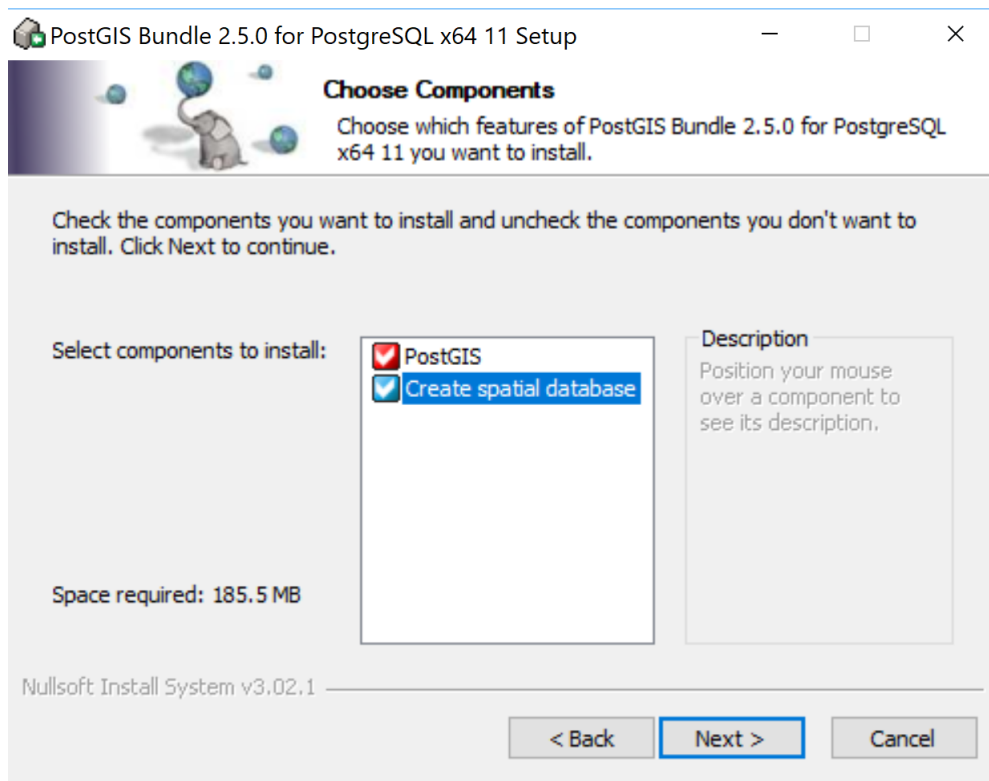 PostGIS Bundle 2.5.0 for PostgreSQL x64 11 Setup
Choose Components
Choose which features of PostGIS Bundle 2.5.0 for PostgreSQL
x64 11 you want to install.
Check the components you want to install and uncheck the components you don't want to
install. Click Next to continue.
Select components to install:
PostGIS
Create spatial database
Description
Position your mouse
over a component to
see its description.
Space required: 185.5 MB
Nullsoft Install System v3.02.1
< Back
Next >
Cancel